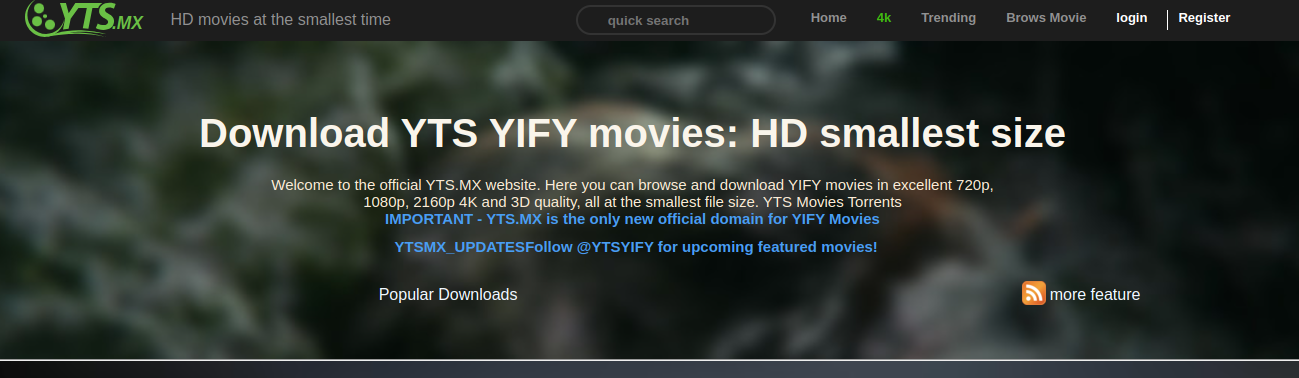 YTS.MX
HD movies at the smallest time
quick search
Home
4k
Trending
Brows Movie
login
Register
Download YTS YIFY movies: HD smallest size
Welcome to the official YTS.MX website. Here you can browse and download YIFY movies in excellent 720p,
1080p, 2160p 4K and 3D quality, all at the smallest file size. YTS Movies Torrents
IMPORTANT - YTS.MX is the only new official domain for YIFY Movies
YTSMX_UPDATESFollow @YTSYIFY for upcoming featured movies!
Popular Downloads
more feature